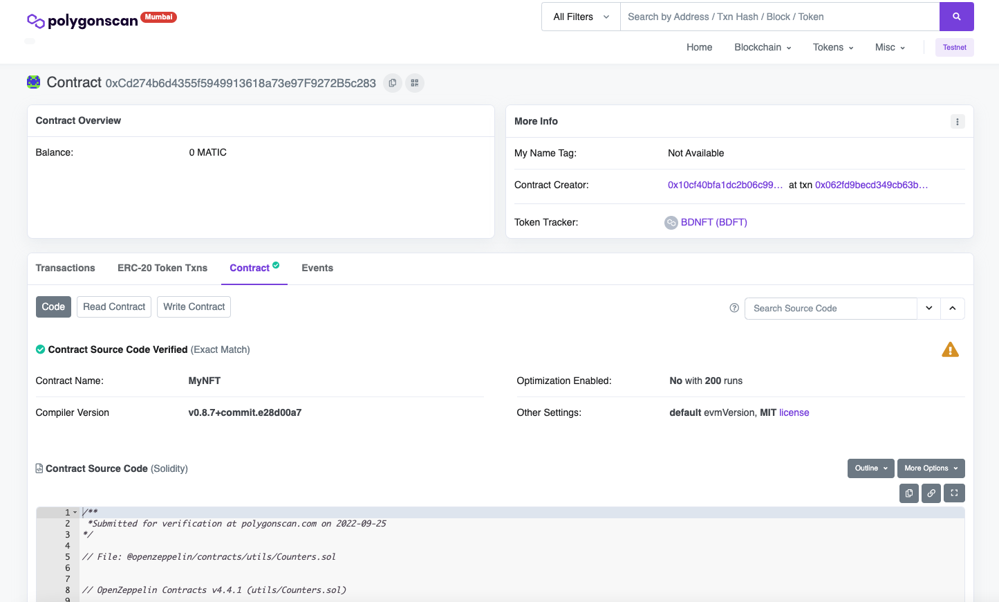 polygonscan Mumbai
All Filters Search by Address / Txn Hash / Block / Token
Home Blockchain Tokens Misc Testnet
Contract 0xCd274b6d4355f5949913618a73e97F9272B5c283
Contract Overview
Balance: 0 MATIC
More Info
My Name Tag: Not Available
Contract Creator: 0x10cf40bfa1dc2b06c99... at txn 0x062fd9becd349cb63b...
Token Tracker: BDNFT (BDFT)
Transactions ERC-20 Token Txns Contract Events
Code Read Contract Write Contract Search Source Code
Contract Source Code Verified (Exact Match)
Contract Name: MyNFT
Optimization Enabled: No with 200 runs
Compiler Version v0.8.7+commit.e28d00a7
Other Settings: default evmVersion, MIT license
Contract Source Code (Solidity)
Outline More Options
1 /**
2 *Submitted for verification at polygonscan.com on 2022-09-25
3 */
4
5 // File: @openzeppelin/contracts/utils/Counters.sol
6
7
8 // OpenZeppelin Contracts v4.4.1 (utils/Counters.sol)
9